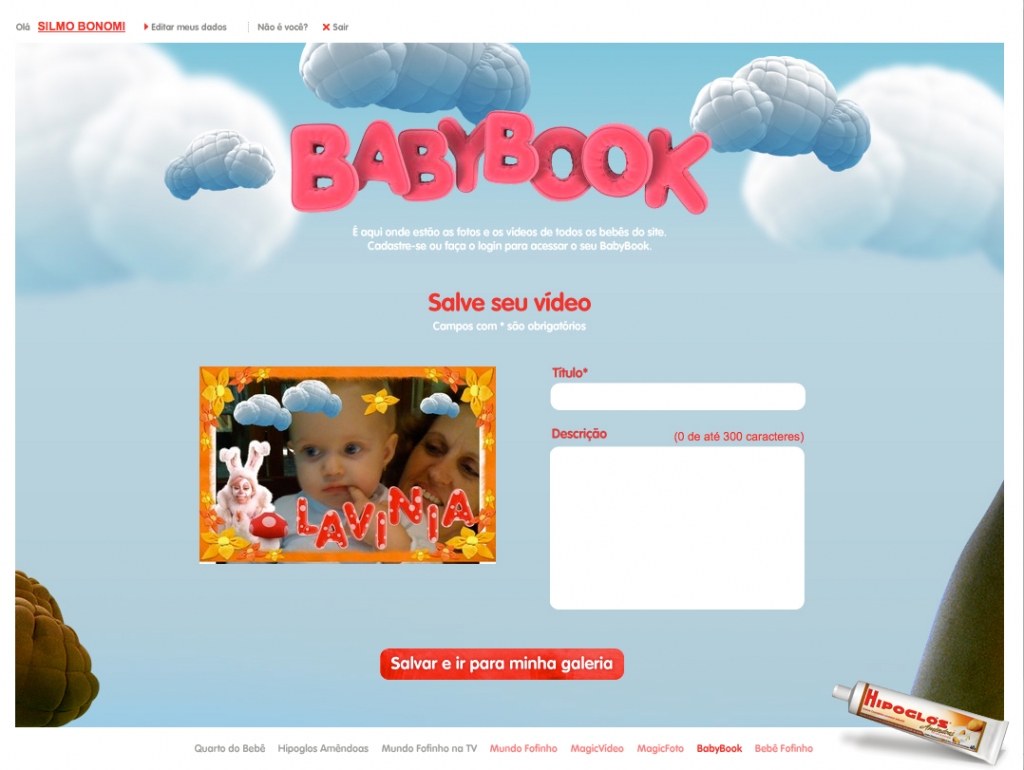 Olá SILMO BONOMI Editar meus dados Não é você? Sair
BABYBOOK
É aqui onde estão as fotos e os vídeos de todos os bebês do site.
Cadastre-se ou faça o login para acessar o seu BabyBook.
Salve seu vídeo
Campos com * são obrigatórios
Título*
Descrição (0 de até 300 caracteres)
LAVINIA
Salvar e ir para minha galeria
HIPOGLÓS
Amêndoas
Quarto do Bebê Hipoglos Amêndoas Mundo Fofinho na TV Mundo Fofinho MagicVídeo MagicFoto BabyBook Bebê Fofinho